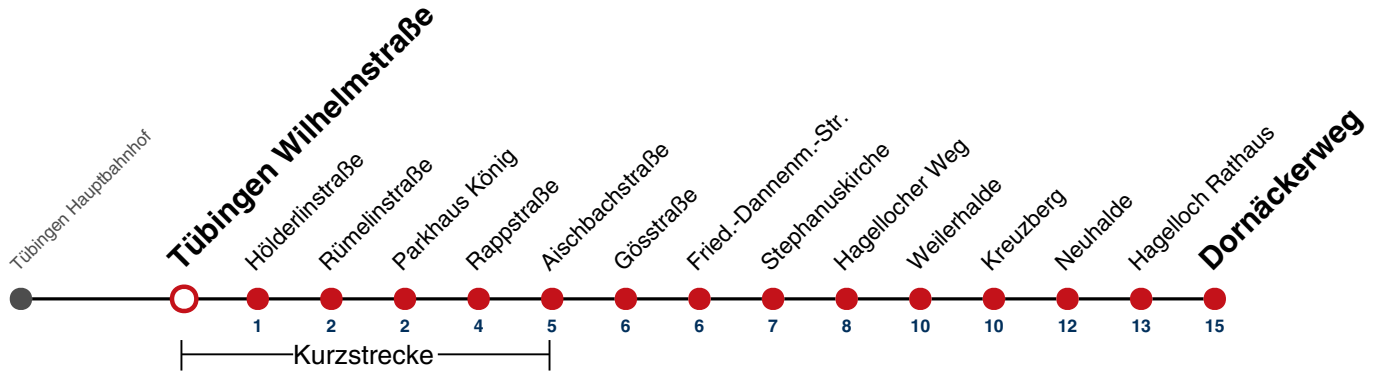 Tübingen Hauptbahnhof
Tübingen Wilhelmstraße
Hölderlinstraße
Rümelinstraße
Parkhaus König
Rappstraße
Aischbachstraße
Gösstraße
Fried.-Dannenm.-Str.
Stephanuskirche
Hagellocher Weg
Weilerhalde
Kreuzberg
Neuhalde
Hagelloch Rathaus
Dornäckerweg
1 2 2 4 5 6 6 7 8 10 10 12 13 15
Kurzstrecke